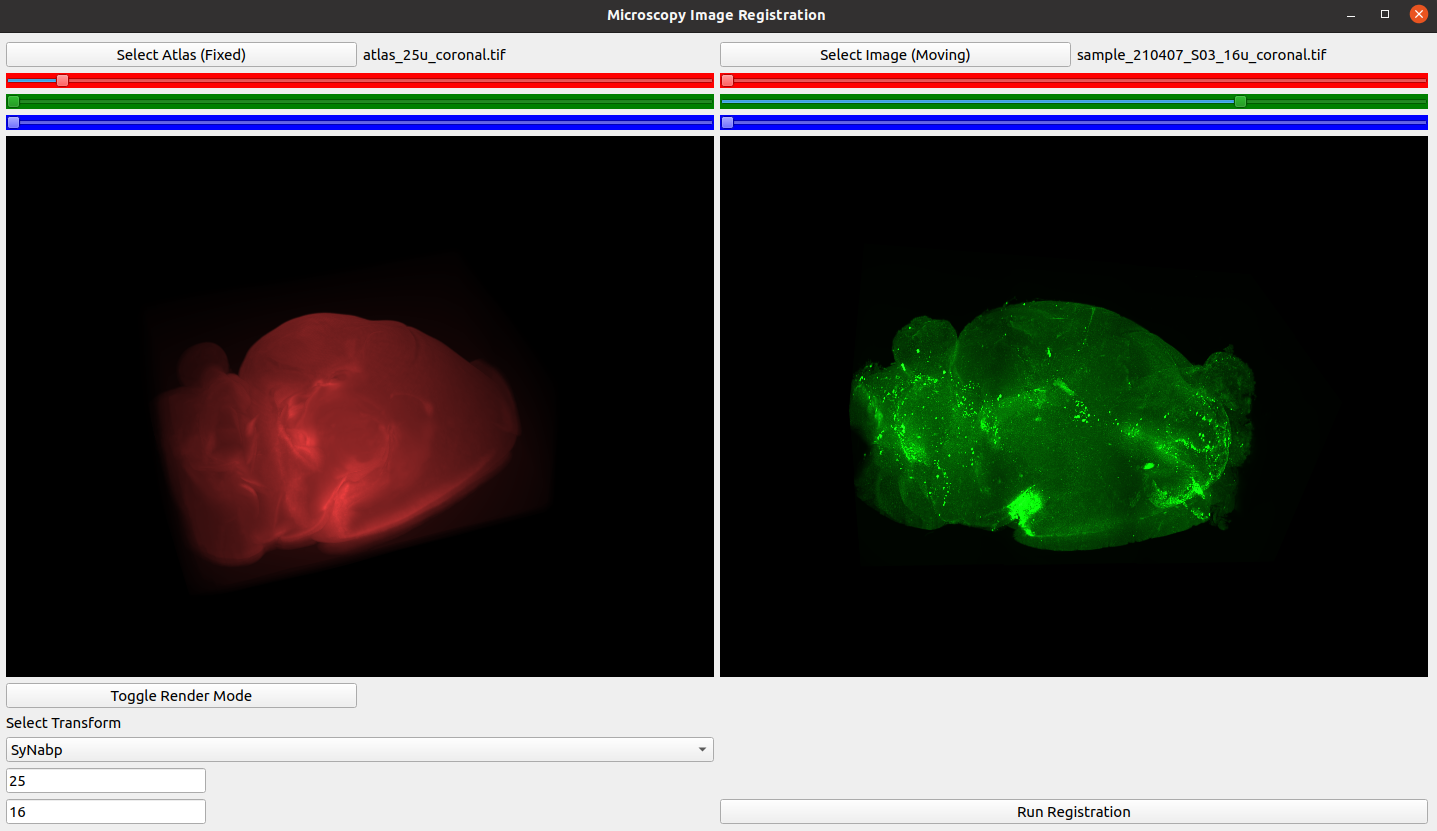 Microscopy Image Registration
Select Atlas (Fixed)
atlas_25u_coronal.tif
Select Image (Moving)
sample_210407_S03_16u_coronal.tif
Toggle Render Mode
Select Transform
SyNabp
25
16
Run Registration